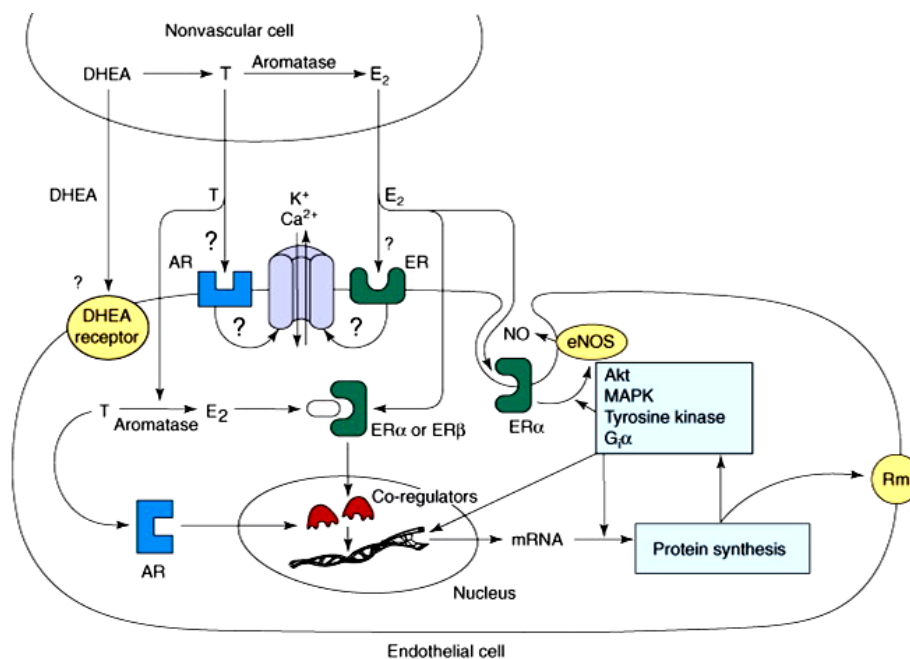 Nonvascular cell
DHEA
T
Aromatase
E₂
DHEA
T
K⁺
Ca²⁺
E₂
?
?
AR
ER
?
DHEA
receptor
?
?
NO
eNOS
Akt
MAPK
Tyrosine kinase
Gᵢα
T
Aromatase
E₂
ERα or ERβ
ERα
Rm
Co-regulators
mRNA
Protein synthesis
AR
Nucleus
Endothelial cell